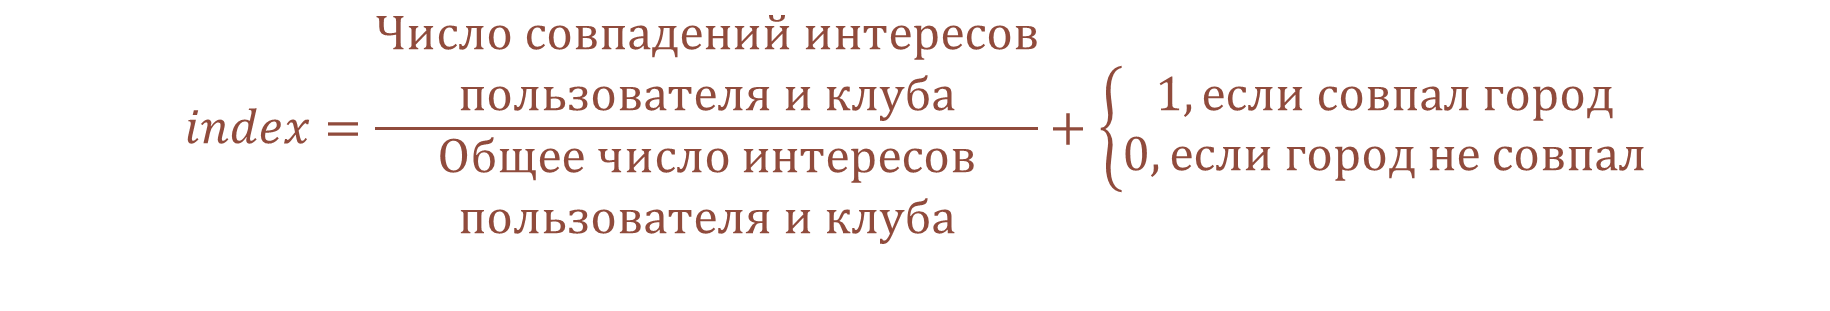 Число совпадений интересов
пользователя и клуба
index = ——— + {
1, если совпал город
Общее число интересов
0, если город не совпал
пользователя и клуба